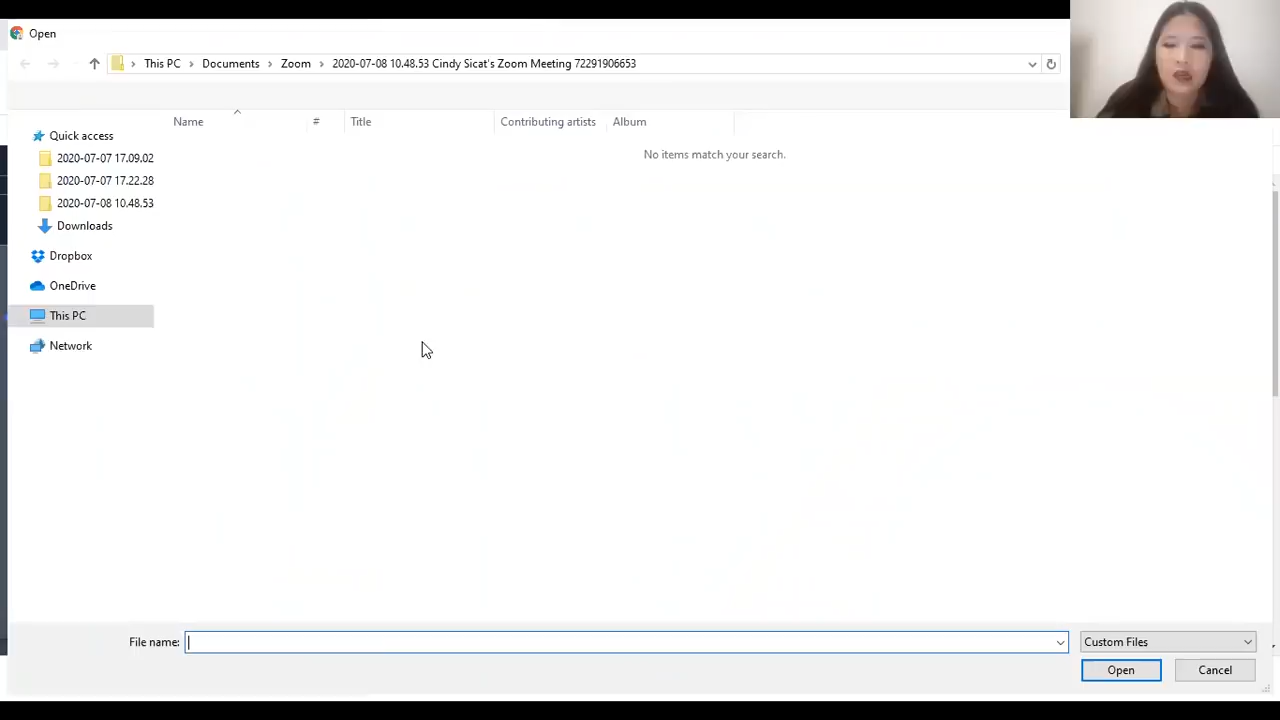 Open
This PC > Documents > Zoom > 2020-07-08 10.48.53 Cindy Sicat's Zoom Meeting 72291906653
Name # Title Contributing artists Album
Quick access
No items match your search.
2020-07-07 17.09.02
2020-07-07 17.22.28
2020-07-08 10.48.53
Downloads
Dropbox
OneDrive
This PC
Network
File name:
Custom Files
Open Cancel